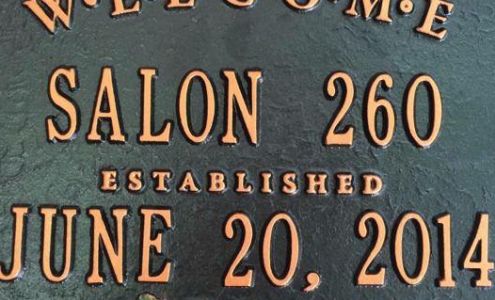 W·E·L·C·O·M·E
SALON 260
ESTABLISHED
JUNE 20, 2014